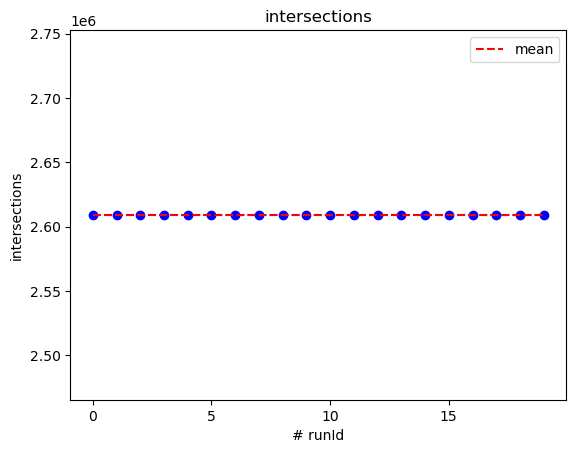 intersections
1e6
mean
2.75
2.70
2.65
2.60
2.55
2.50
intersections
0 5 10 15
# runId